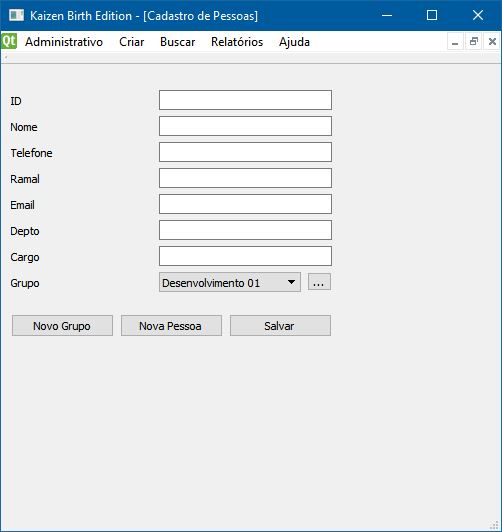 Kaizen Birth Edition - [Cadastro de Pessoas]
Qt Administrativo Criar Buscar Relatórios Ajuda
ID
Nome
Telefone
Ramal
Email
Depto
Cargo
Grupo Desenvolvimento 01 ...
Novo Grupo Nova Pessoa Salvar